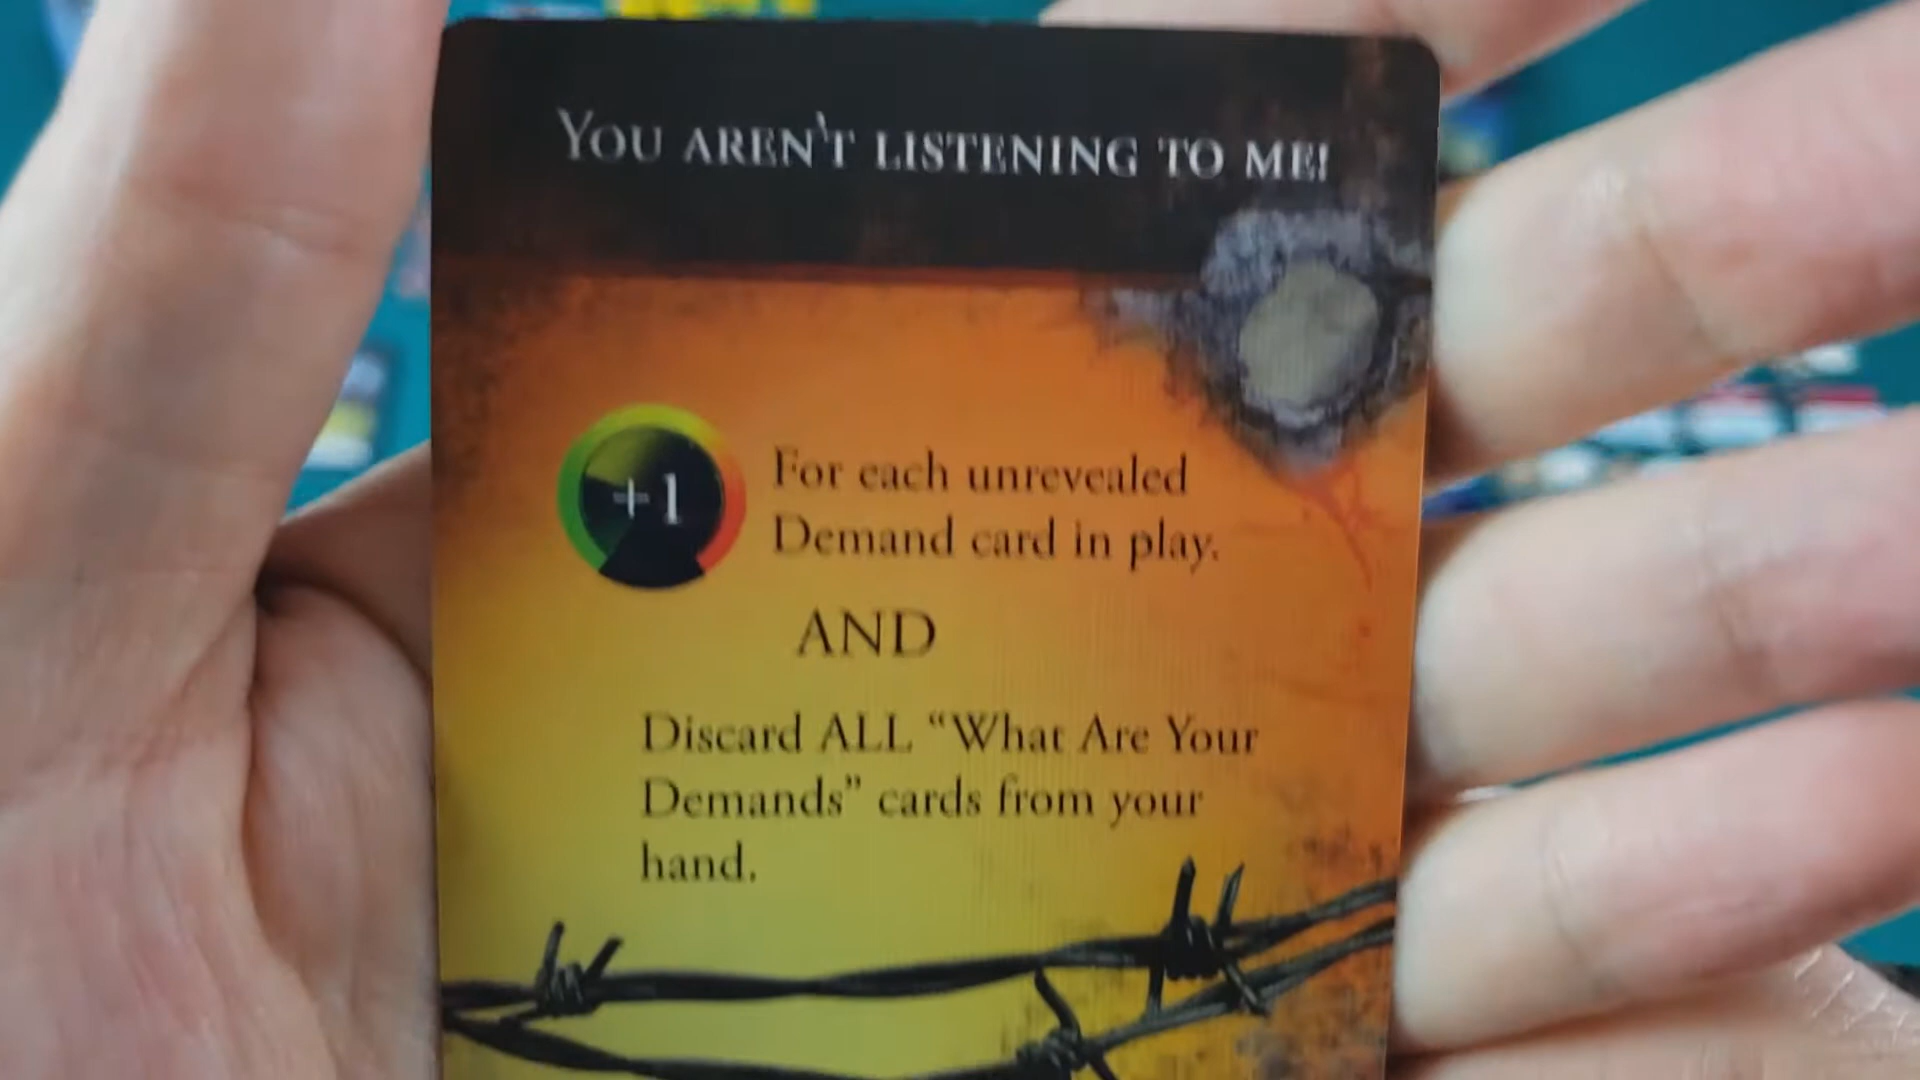 YOU AREN'T LISTENING TO ME!
+1
For each unrevealed
Demand card in play.
AND
Discard ALL “What Are Your
Demands” cards from your
hand.